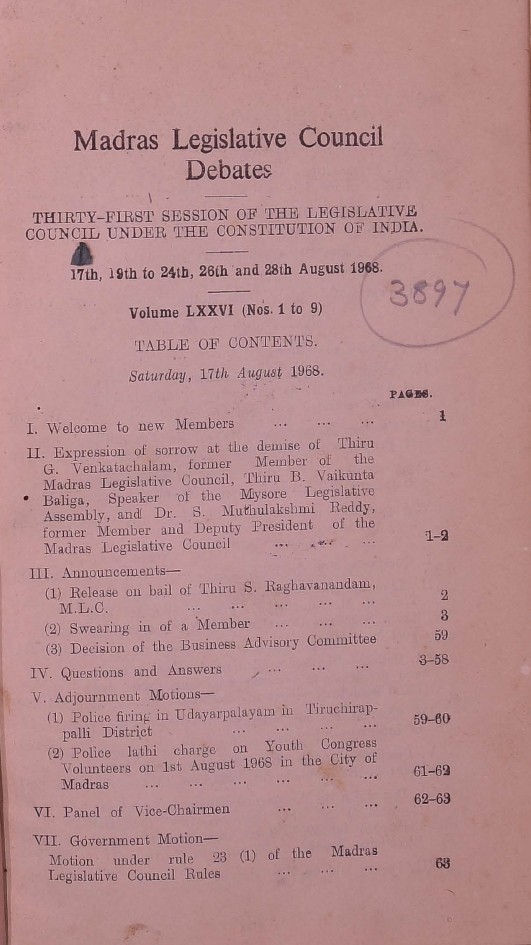 Madras Legislative Council
Debates
THIRTY-FIRST SESSION OF THE LEGISLATIVE
COUNCIL UNDER THE CONSTITUTION OF INDIA.
17th, 19th to 24th, 26th and 28th August 1968.
3897
Volume LXXVI (Nos. 1 to 9)
TABLE OF CONTENTS.
Saturday, 17th August 1968.
PAGES.
I. Welcome to new Members ... ... ... 1
II. Expression of sorrow at the demise of Thiru
G. Venkatachalam, former Member of the
Madras Legislative Council, Thiru B. Vaikunta
Baliga, Speaker of the Mysore Legislative
Assembly, and Dr. S. Muthulakshmi Reddy,
former Member and Deputy President of the
Madras Legislative Council ... ... ... 1-2
III. Announcements—
(1) Release on bail of Thiru S. Raghavanandam,
M.L.C. ... ... ... ... ... 2
(2) Swearing in of a Member ... ... ... 3
(3) Decision of the Business Advisory Committee 59
IV. Questions and Answers ... ... ... 3-58
V. Adjournment Motions—
(1) Police firing in Udayarpalayam in Tiruchirap-
palli District ... ... ... ... 59-60
(2) Police lathi charge on Youth Congress
Volunteers on 1st August 1968 in the City of
Madras ... ... ... ... ... ... 61-62
VI. Panel of Vice-Chairmen ... ... ... 62-63
VII. Government Motion—
Motion under rule 23 (1) of the Madras
Legislative Council Rules ... ... ... 63